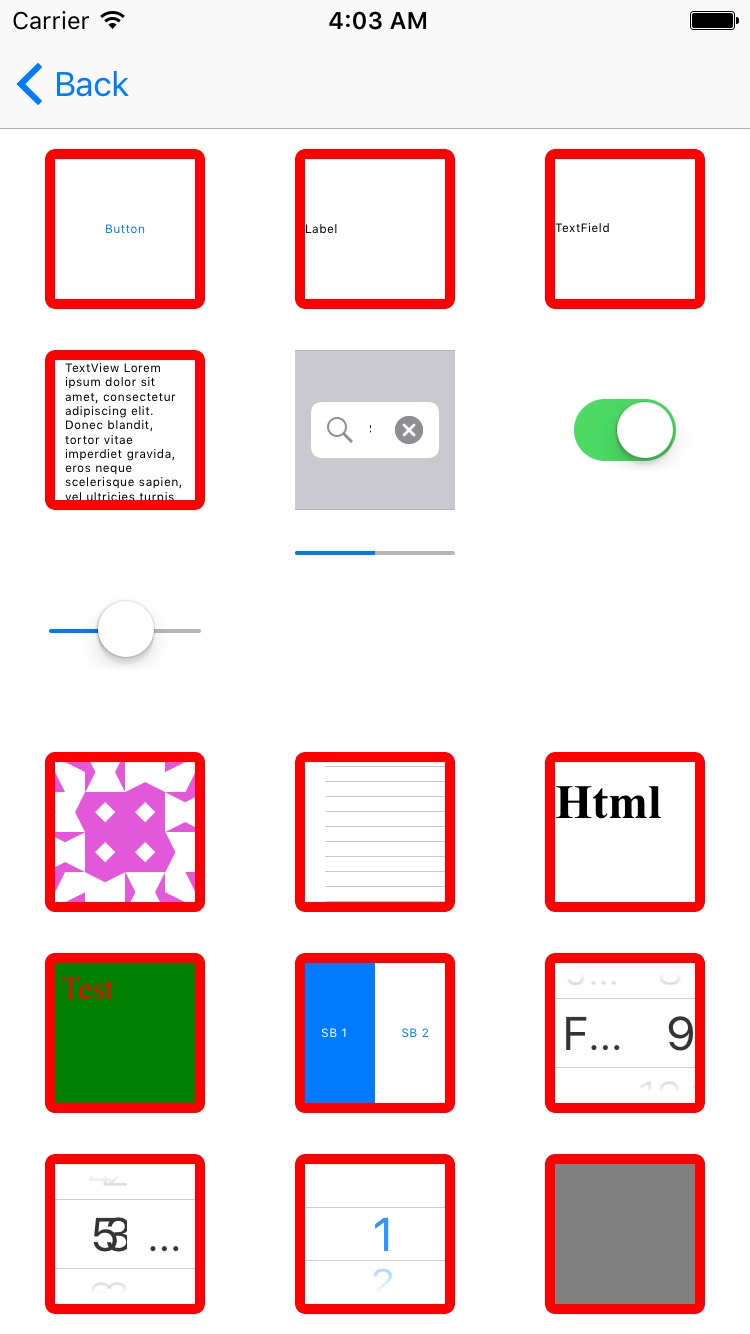 Carrier 4:03 AM
Back
Button
Label
TextField
TextView Lorem
ipsum dolor sit
amet, consectetur
adipiscing elit.
Donec blandit,
tortor vitae
imperdiet gravida,
eros neque
scelerisque sapien,
vel ultricies turpis
Html
Test
SB 1 SB 2
F... 9
10
53 ...
1
2